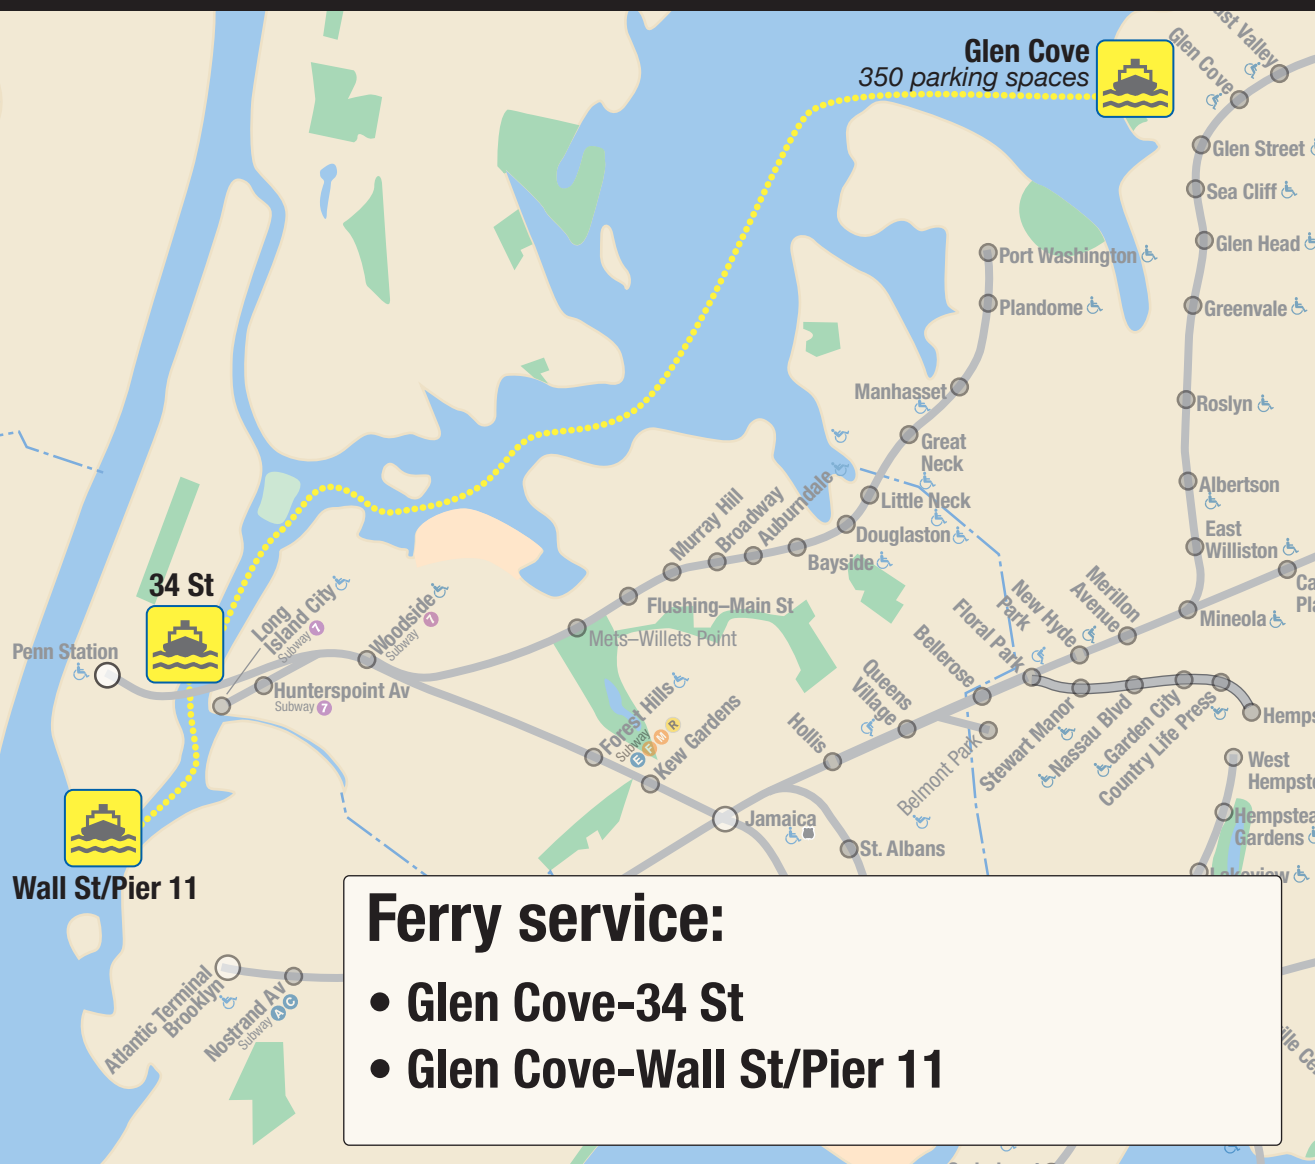 Glen Cove
350 parking spaces
Valley
Glen Cove
Glen Street
Sea Cliff
Glen Head
Port Washington
Greenvale
Plandome
Manhasset
Roslyn
Great
Neck
Albertson
Little Neck
Murray Hill
Broadway
Auburndale
Douglaston
East
Williston
Bayside
34 St
Long
Island City
Subway 7
Woodside
Subway 7
Flushing–Main St
Mets–Willets Point
New Hyde
Park
Merillon
Avenue
Mineola
Penn Station
Hunterspoint Av
Subway 7
Floral Park
Bellerose
Queens
Village
Forest Hills
Subway E F M R
Kew Gardens
Hollis
Belmont Park
Stewart Manor
Nassau Blvd
Garden City
Country Life Press
West
Gardens
Jamaica
St. Albans
Lakeview
Wall St/Pier 11
Ferry service:
• Glen Cove-34 St
• Glen Cove-Wall St/Pier 11
Atlantic Terminal
Brooklyn
Nostrand Av
Subway A C